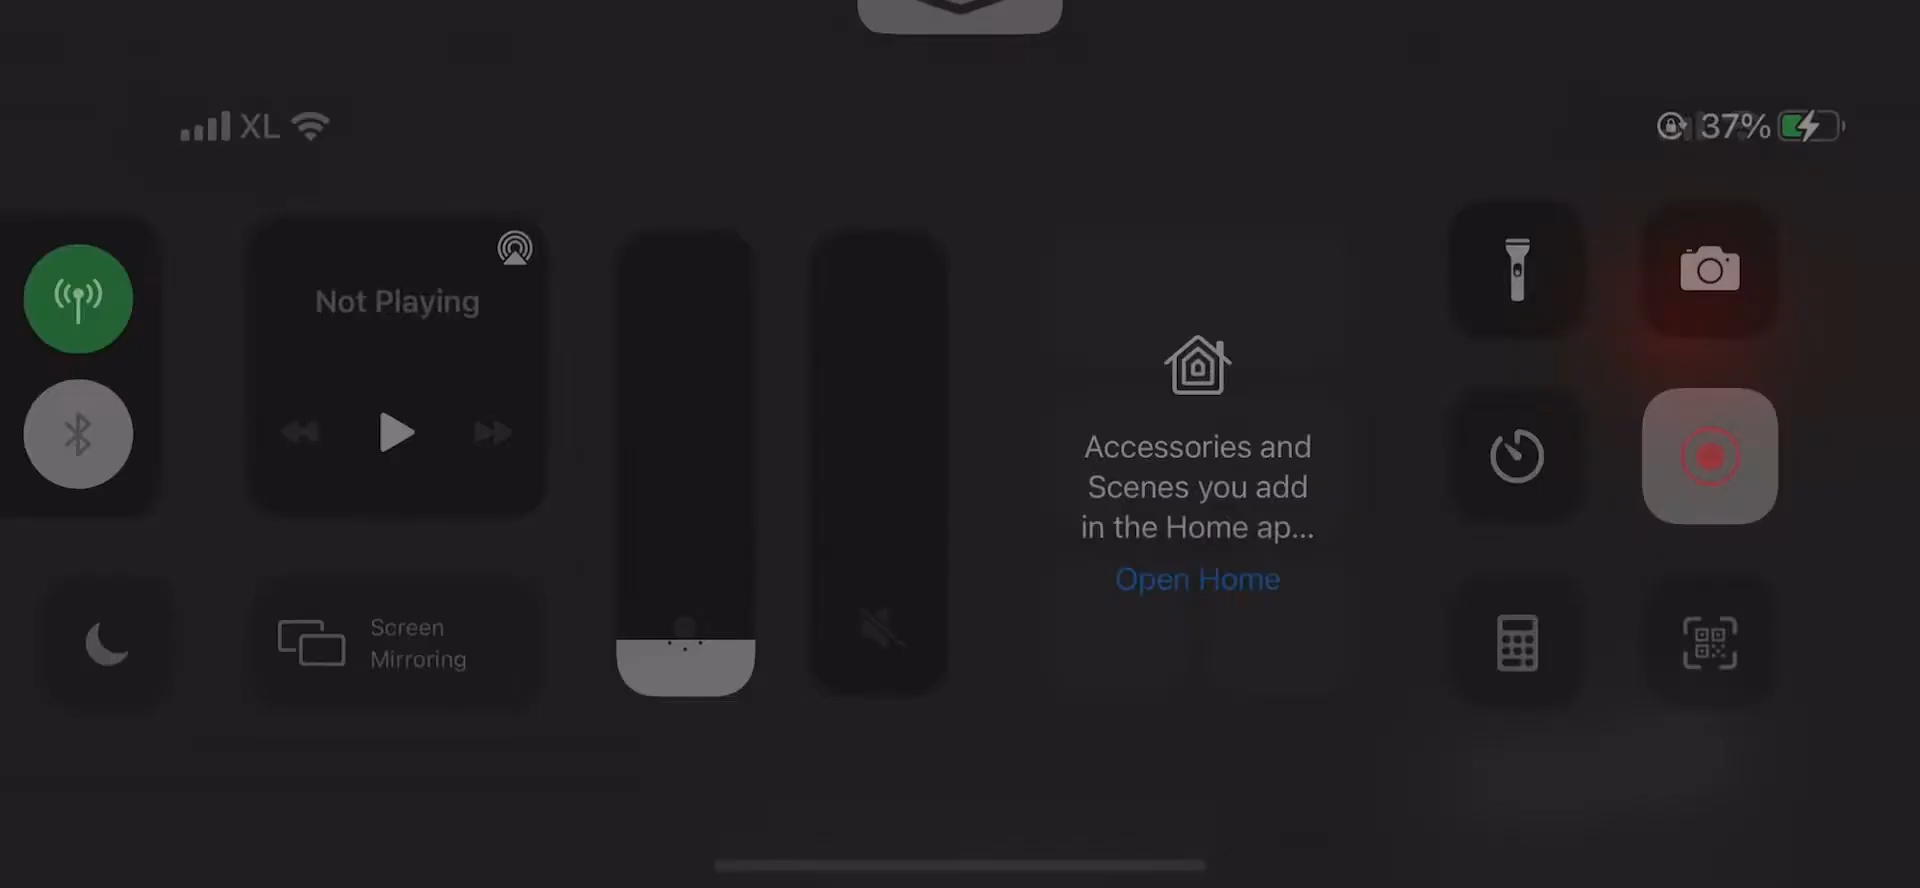 XL
37%
Not Playing
Accessories and
Scenes you add
in the Home ap...
Open Home
Screen
Mirroring